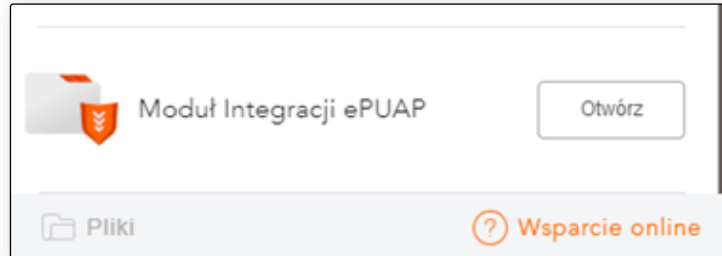 Moduł Integracji ePUAP
Otwórz
Pliki
? Wsparcie online